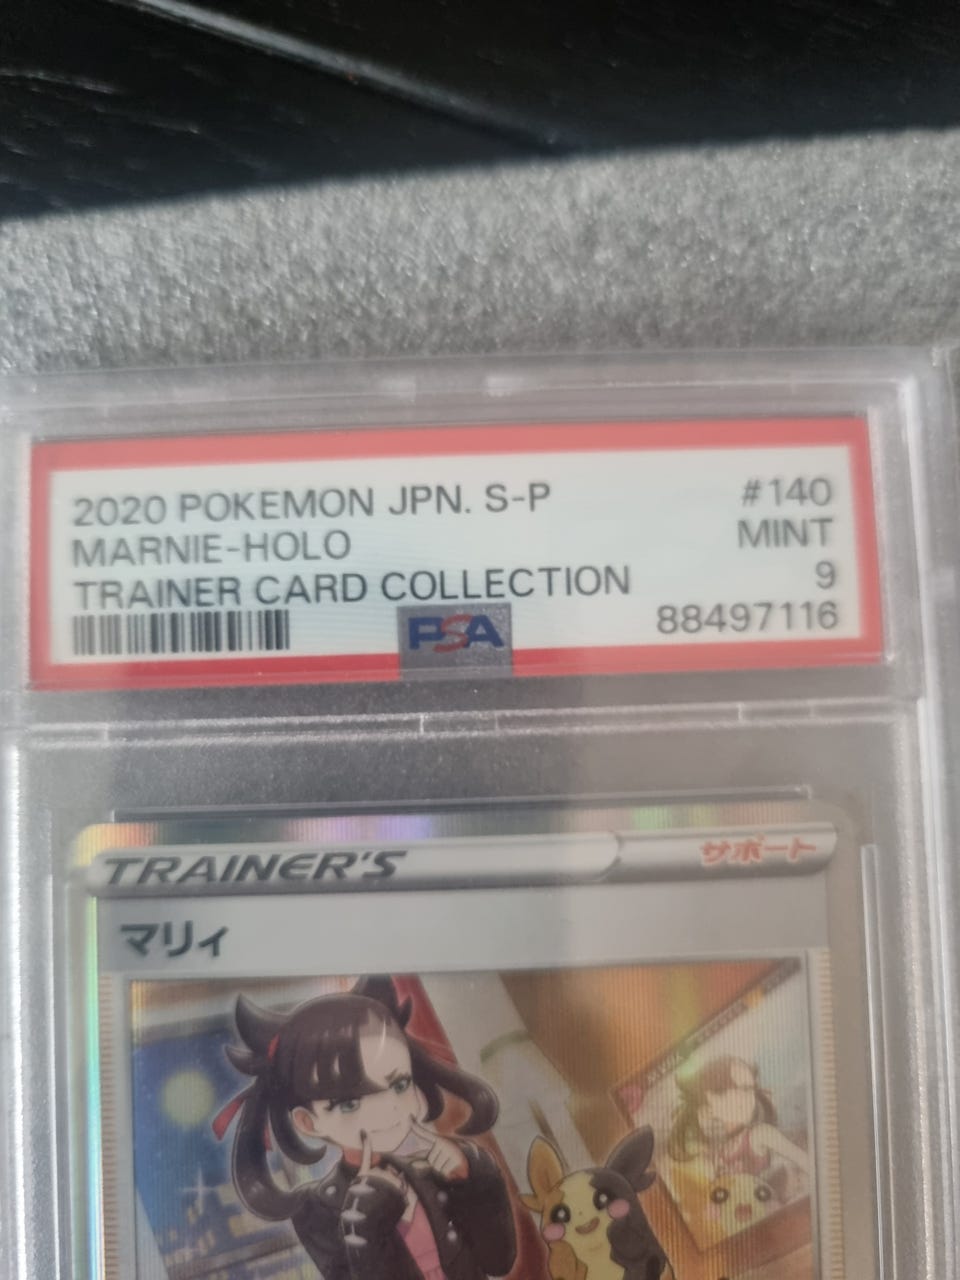 2020 POKEMON JPN. S-P #140
MARNIE-HOLO MINT
TRAINER CARD COLLECTION 9
PSA 88497116
TRAINER'S サポート
マリィ